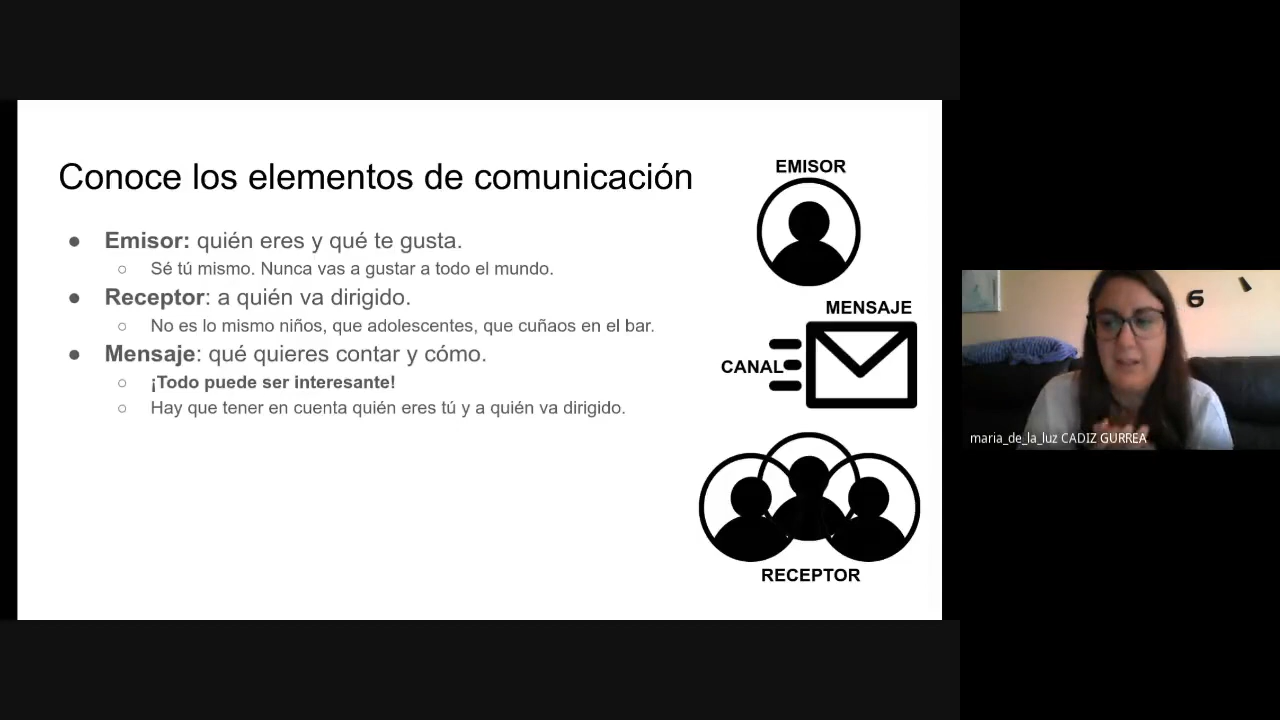 Conoce los elementos de comunicación
● Emisor: quién eres y qué te gusta.
○ Sé tú mismo. Nunca vas a gustar a todo el mundo.
● Receptor: a quién va dirigido.
○ No es lo mismo niños, que adolescentes, que cuñaos en el bar.
● Mensaje: qué quieres contar y cómo.
○ ¡Todo puede ser interesante!
○ Hay que tener en cuenta quién eres tú y a quién va dirigido.
EMISOR
MENSAJE
CANAL
RECEPTOR
6
maria_de_la_luz CADIZ GURREA